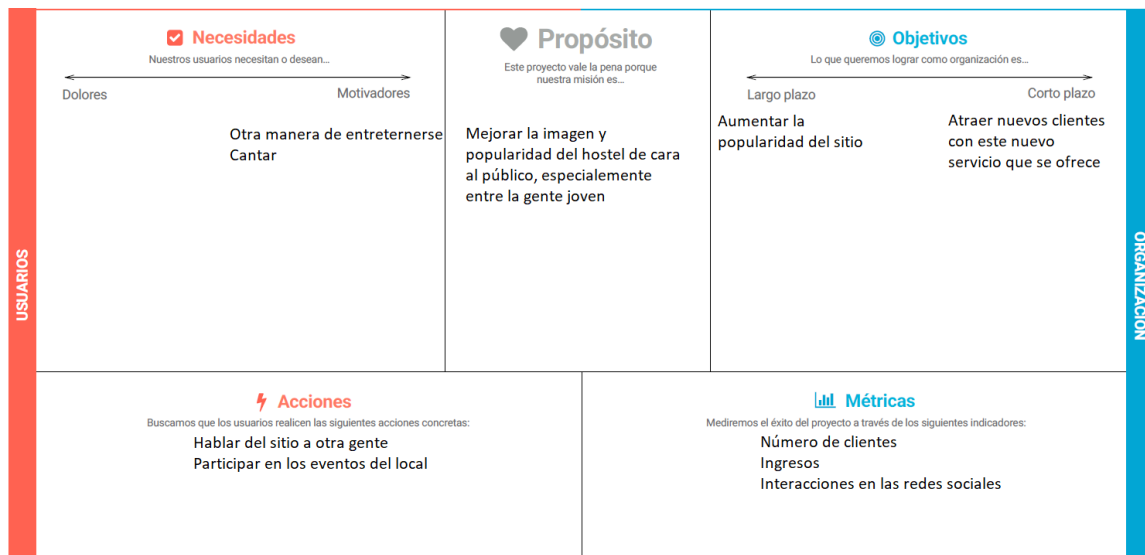 Necesidades
Nuestros usuarios necesitan o desean...
Dolores
Motivadores
Otra manera de entreternerse
Cantar
Propósito
Este proyecto vale la pena porque
nuestra misión es...
Mejorar la imagen y
popularidad del hostel de cara
al público, especialemente
entre la gente joven
Objetivos
Lo que queremos lograr como organización es...
Largo plazo
Corto plazo
Aumentar la
popularidad del sitio
Atraer nuevos clientes
con este nuevo
servicio que se ofrece
USUARIOS
ORGANIZACIÓN
Acciones
Buscamos que los usuarios realicen las siguientes acciones concretas:
Hablar del sitio a otra gente
Participar en los eventos del local
Métricas
Mediremos el éxito del proyecto a través de los siguientes indicadores:
Número de clientes
Ingresos
Interacciones en las redes sociales